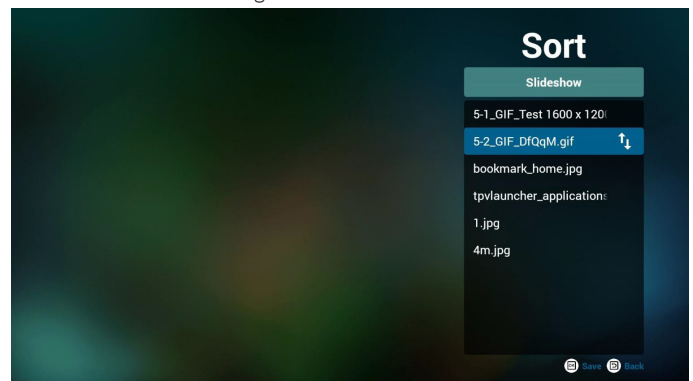 Sort
Slideshow
5-1_GIF_Test 1600 x 120
5-2_GIF_DfQqM.gif
bookmark_home.jpg
tpvlauncher_applications
1.jpg
4m.jpg
Save Back